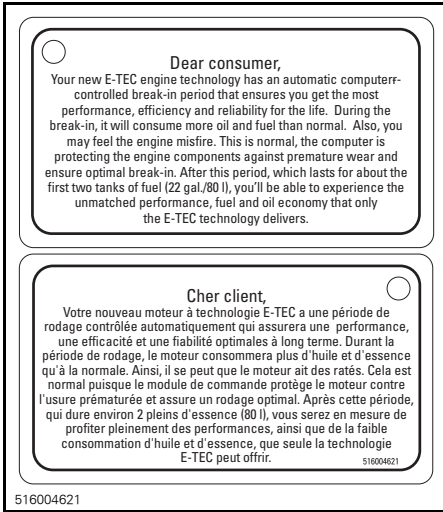 Dear consumer,
Your new E-TEC engine technology has an automatic computerr-
controlled break-in period that ensures you get the most
performance, efficiency and reliability for the life.  During the
break-in, it will consume more oil and fuel than normal.  Also, you
may feel the engine misfire. This is normal, the computer is
protecting the engine components against premature wear and
ensure optimal break-in. After this period, which lasts for about the
first two tanks of fuel (22 gal./80 l), you'll be able to experience the
unmatched performance, fuel and oil economy that only
the E-TEC technology delivers.
Cher client,
Votre nouveau moteur à technologie E-TEC a une période de
rodage contrôlée automatiquement qui assurera une  performance,
une efficacité et une fiabilité optimales à long terme. Durant la
période de rodage, le moteur consommera plus d'huile et d'essence
qu'à la normale. Ainsi, il se peut que le moteur ait des ratés. Cela est
normal puisque le module de commande protège le moteur contre
l'usure prématurée et assure un rodage optimal. Après cette période,
qui dure environ 2 pleins d'essence (80 l), vous serez en mesure de
profiter pleinement des performances, ainsi que de la faible
consommation d'huile et d'essence, que seule la technologie
E-TEC peut offrir.
516004621
516004621